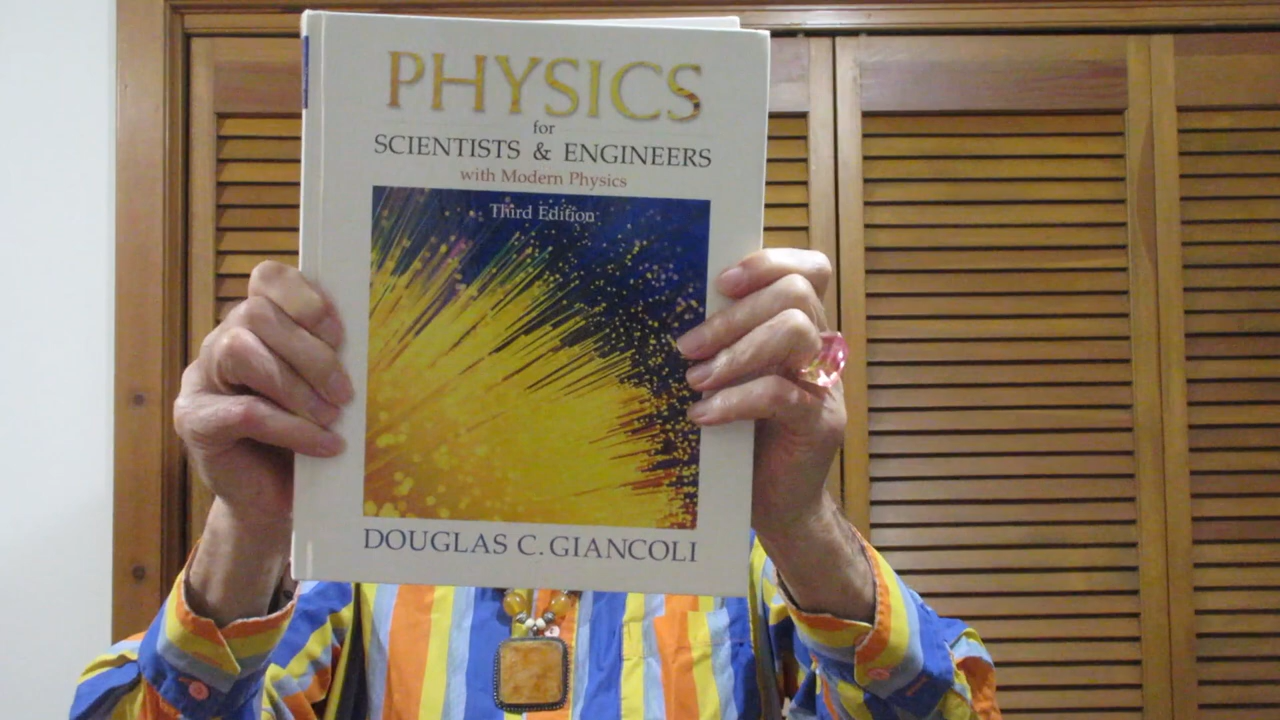 PHYSICS
for
SCIENTISTS & ENGINEERS
with Modern Physics
Third Edition
DOUGLAS C. GIANCOLI